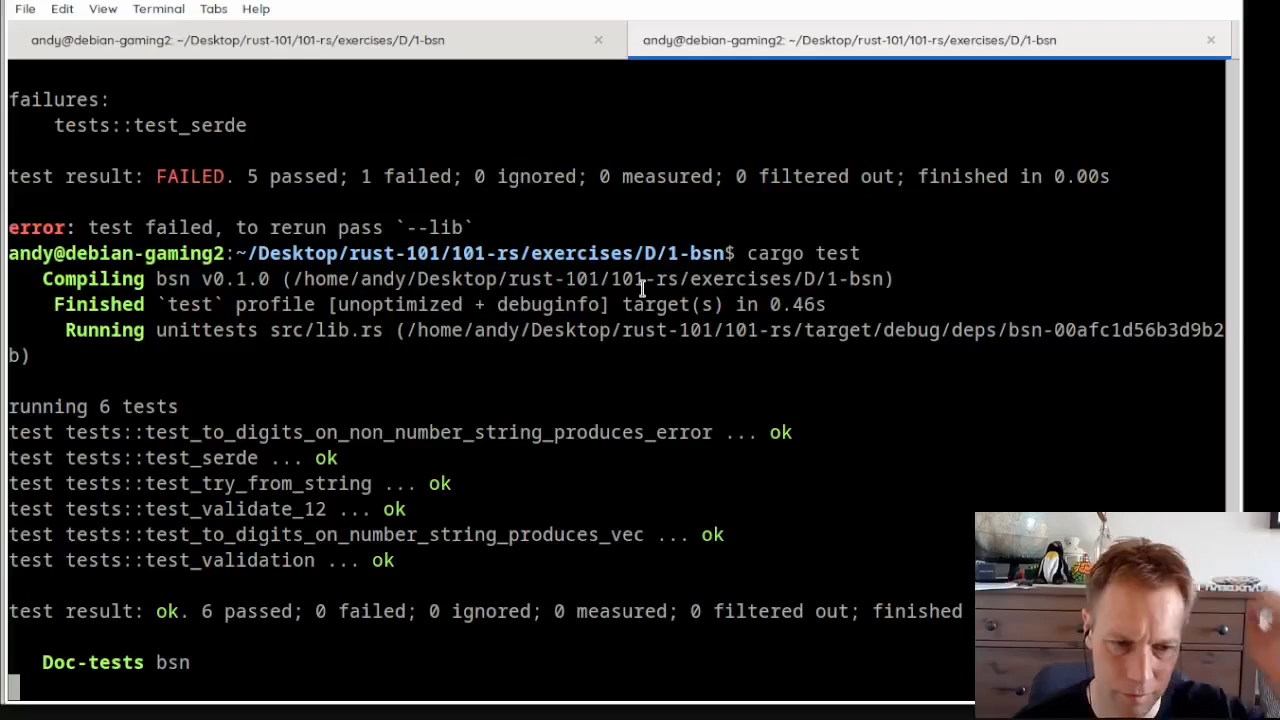 File Edit View Terminal Tabs Help
andy@debian-gaming2: ~/Desktop/rust-101/101-rs/exercises/D/1-bsn × andy@debian-gaming2: ~/Desktop/rust-101/101-rs/exercises/D/1-bsn ×
failures:
    tests::test_serde
test result: FAILED. 5 passed; 1 failed; 0 ignored; 0 measured; 0 filtered out; finished in 0.00s
error: test failed, to rerun pass `--lib`
andy@debian-gaming2:~/Desktop/rust-101/101-rs/exercises/D/1-bsn$ cargo test
   Compiling bsn v0.1.0 (/home/andy/Desktop/rust-101/101-rs/exercises/D/1-bsn)
    Finished `test` profile [unoptimized + debuginfo] target(s) in 0.46s
     Running unittests src/lib.rs (/home/andy/Desktop/rust-101/101-rs/target/debug/deps/bsn-00afc1d56b3d9b2
b)
running 6 tests
test tests::test_to_digits_on_non_number_string_produces_error ... ok
test tests::test_serde ... ok
test tests::test_try_from_string ... ok
test tests::test_validate_12 ... ok
test tests::test_to_digits_on_number_string_produces_vec ... ok
test tests::test_validation ... ok
test result: ok. 6 passed; 0 failed; 0 ignored; 0 measured; 0 filtered out; finished
   Doc-tests bsn